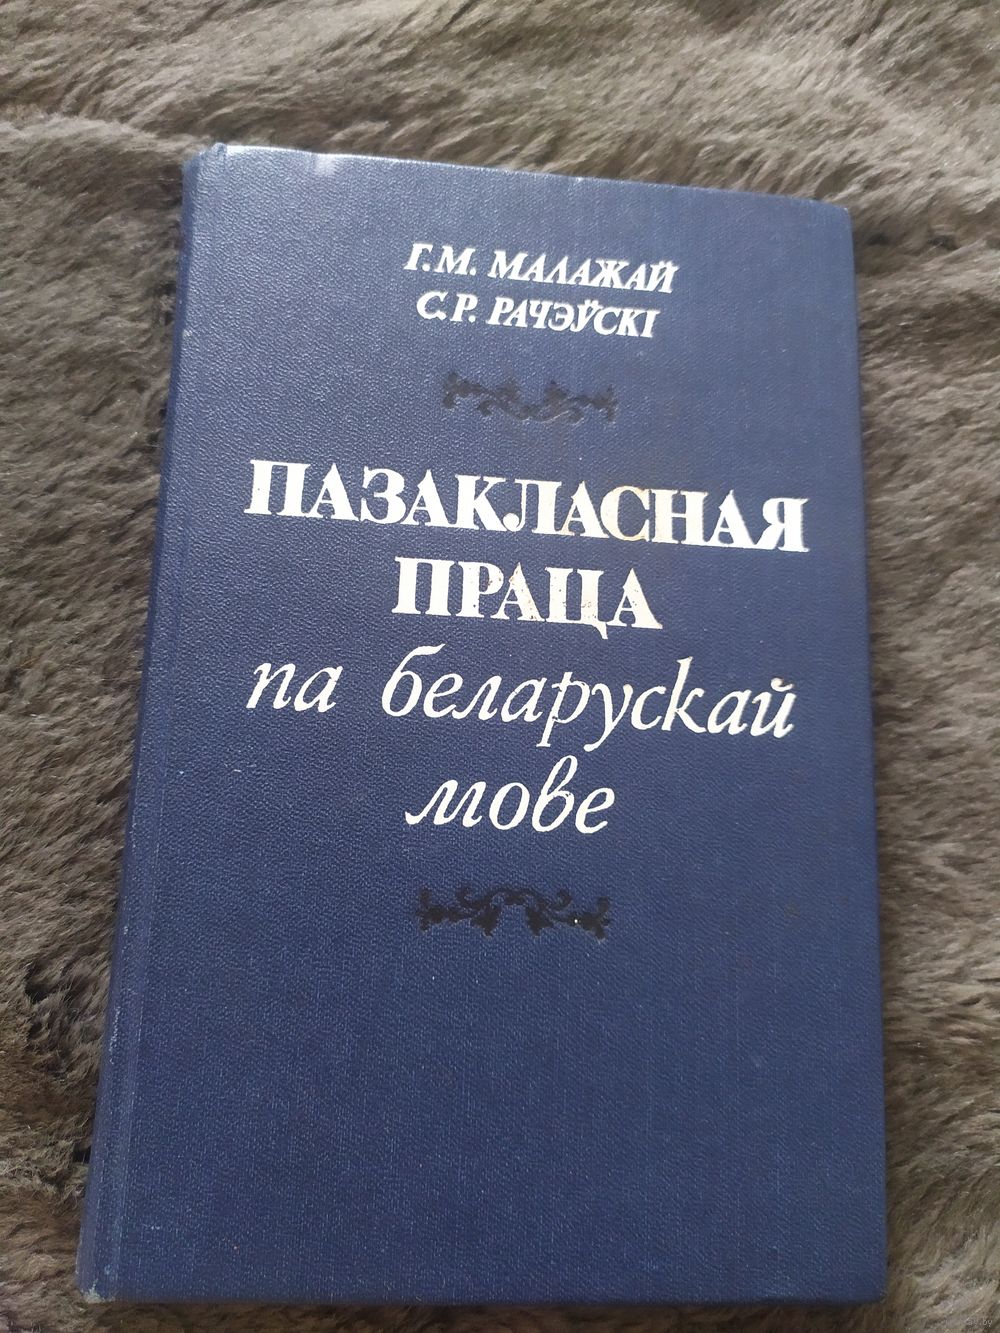 Г.М. МАЛАЖАЙ
С.Р. РАЧЭЎСКІ
ПАЗАКЛАСНАЯ
ПРАЦА
па беларускай
мове